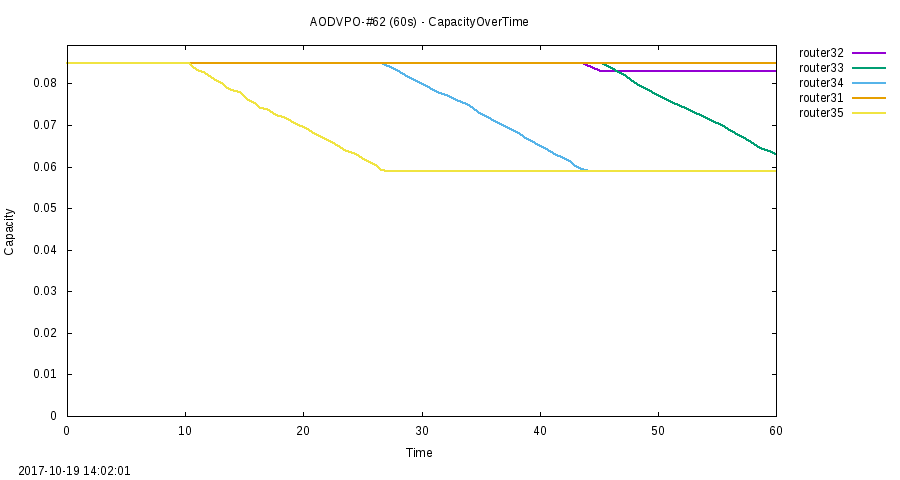 AODVPO-#62 (60s) - CapacityOverTime
router32
router33
router34
router31
router35
0.08
0.07
0.06
0.05
0.04
0.03
0.02
0.01
0
Capacity
0 10 20 30 40 50 60
Time
2017-10-19 14:02:01